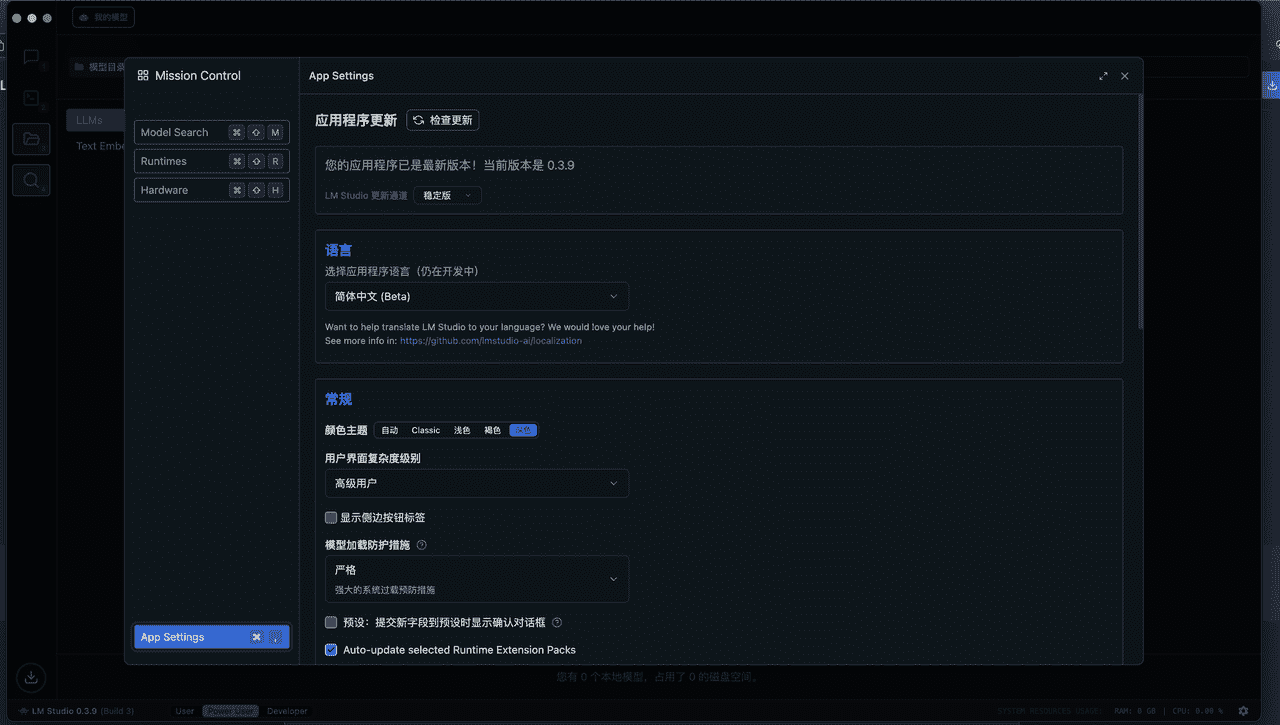 我的模型
模型目录
LLMs
Text Embe
Mission Control
Model Search ⌘ ⇧ M
Runtimes ⌘ ⇧ R
Hardware ⌘ ⇧ H
App Settings ⌘ ,
App Settings
应用程序更新 检查更新
您的应用程序已是最新版本！当前版本是 0.3.9
LM Studio 更新通道 稳定版
语言
选择应用程序语言（仍在开发中）
简体中文 (Beta)
Want to help translate LM Studio to your language? We would love your help!
See more info in: https://github.com/lmstudio-ai/localization
常规
颜色主题 自动 Classic 浅色 褐色 深色
用户界面复杂度级别
高级用户
显示侧边按钮标签
模型加载防护措施
严格
强大的系统过载预防措施
预设：提交新字段到预设时显示确认对话框
Auto-update selected Runtime Extension Packs
您有 0 个本地模型，占用了 0 的磁盘空间。
LM Studio 0.3.9 (Build 3) User Developer
SYSTEM RESOURCES USAGE: RAM: 0 GB | CPU: 0.00 %